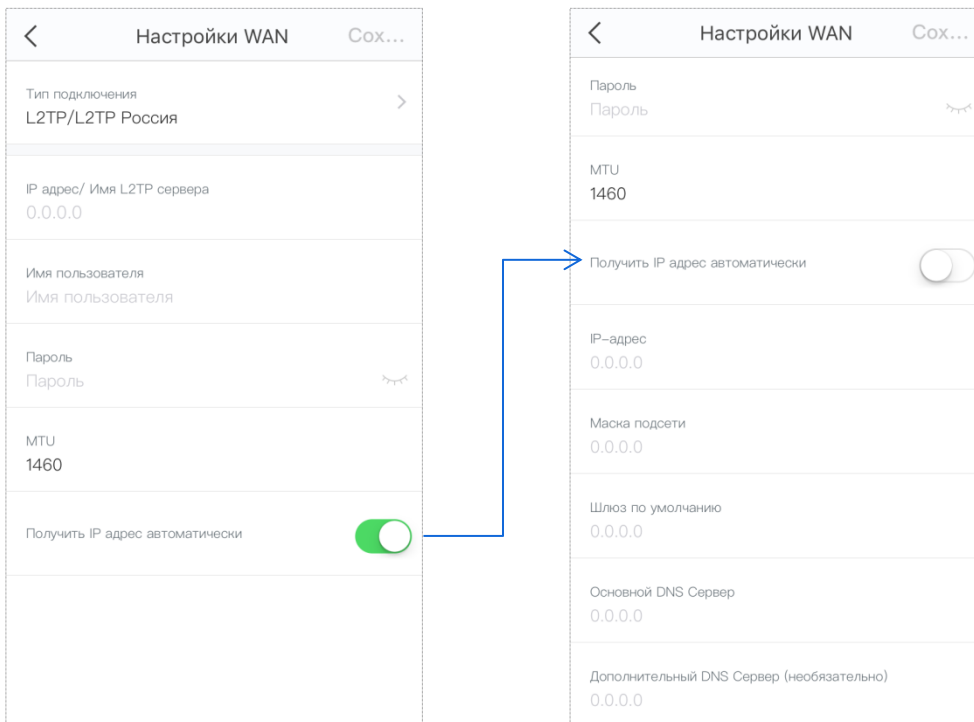 Настройки WAN
Сох...
Тип подключения
L2TP/L2TP Россия
IP адрес/ Имя L2TP сервера
0.0.0.0
Имя пользователя
Имя пользователя
Пароль
Пароль
MTU
1460
Получить IP адрес автоматически
Настройки WAN
Сох...
Пароль
Пароль
MTU
1460
Получить IP адрес автоматически
IP-адрес
0.0.0.0
Маска подсети
0.0.0.0
Шлюз по умолчанию
0.0.0.0
Основной DNS Сервер
0.0.0.0
Дополнительный DNS Сервер (необязательно)
0.0.0.0